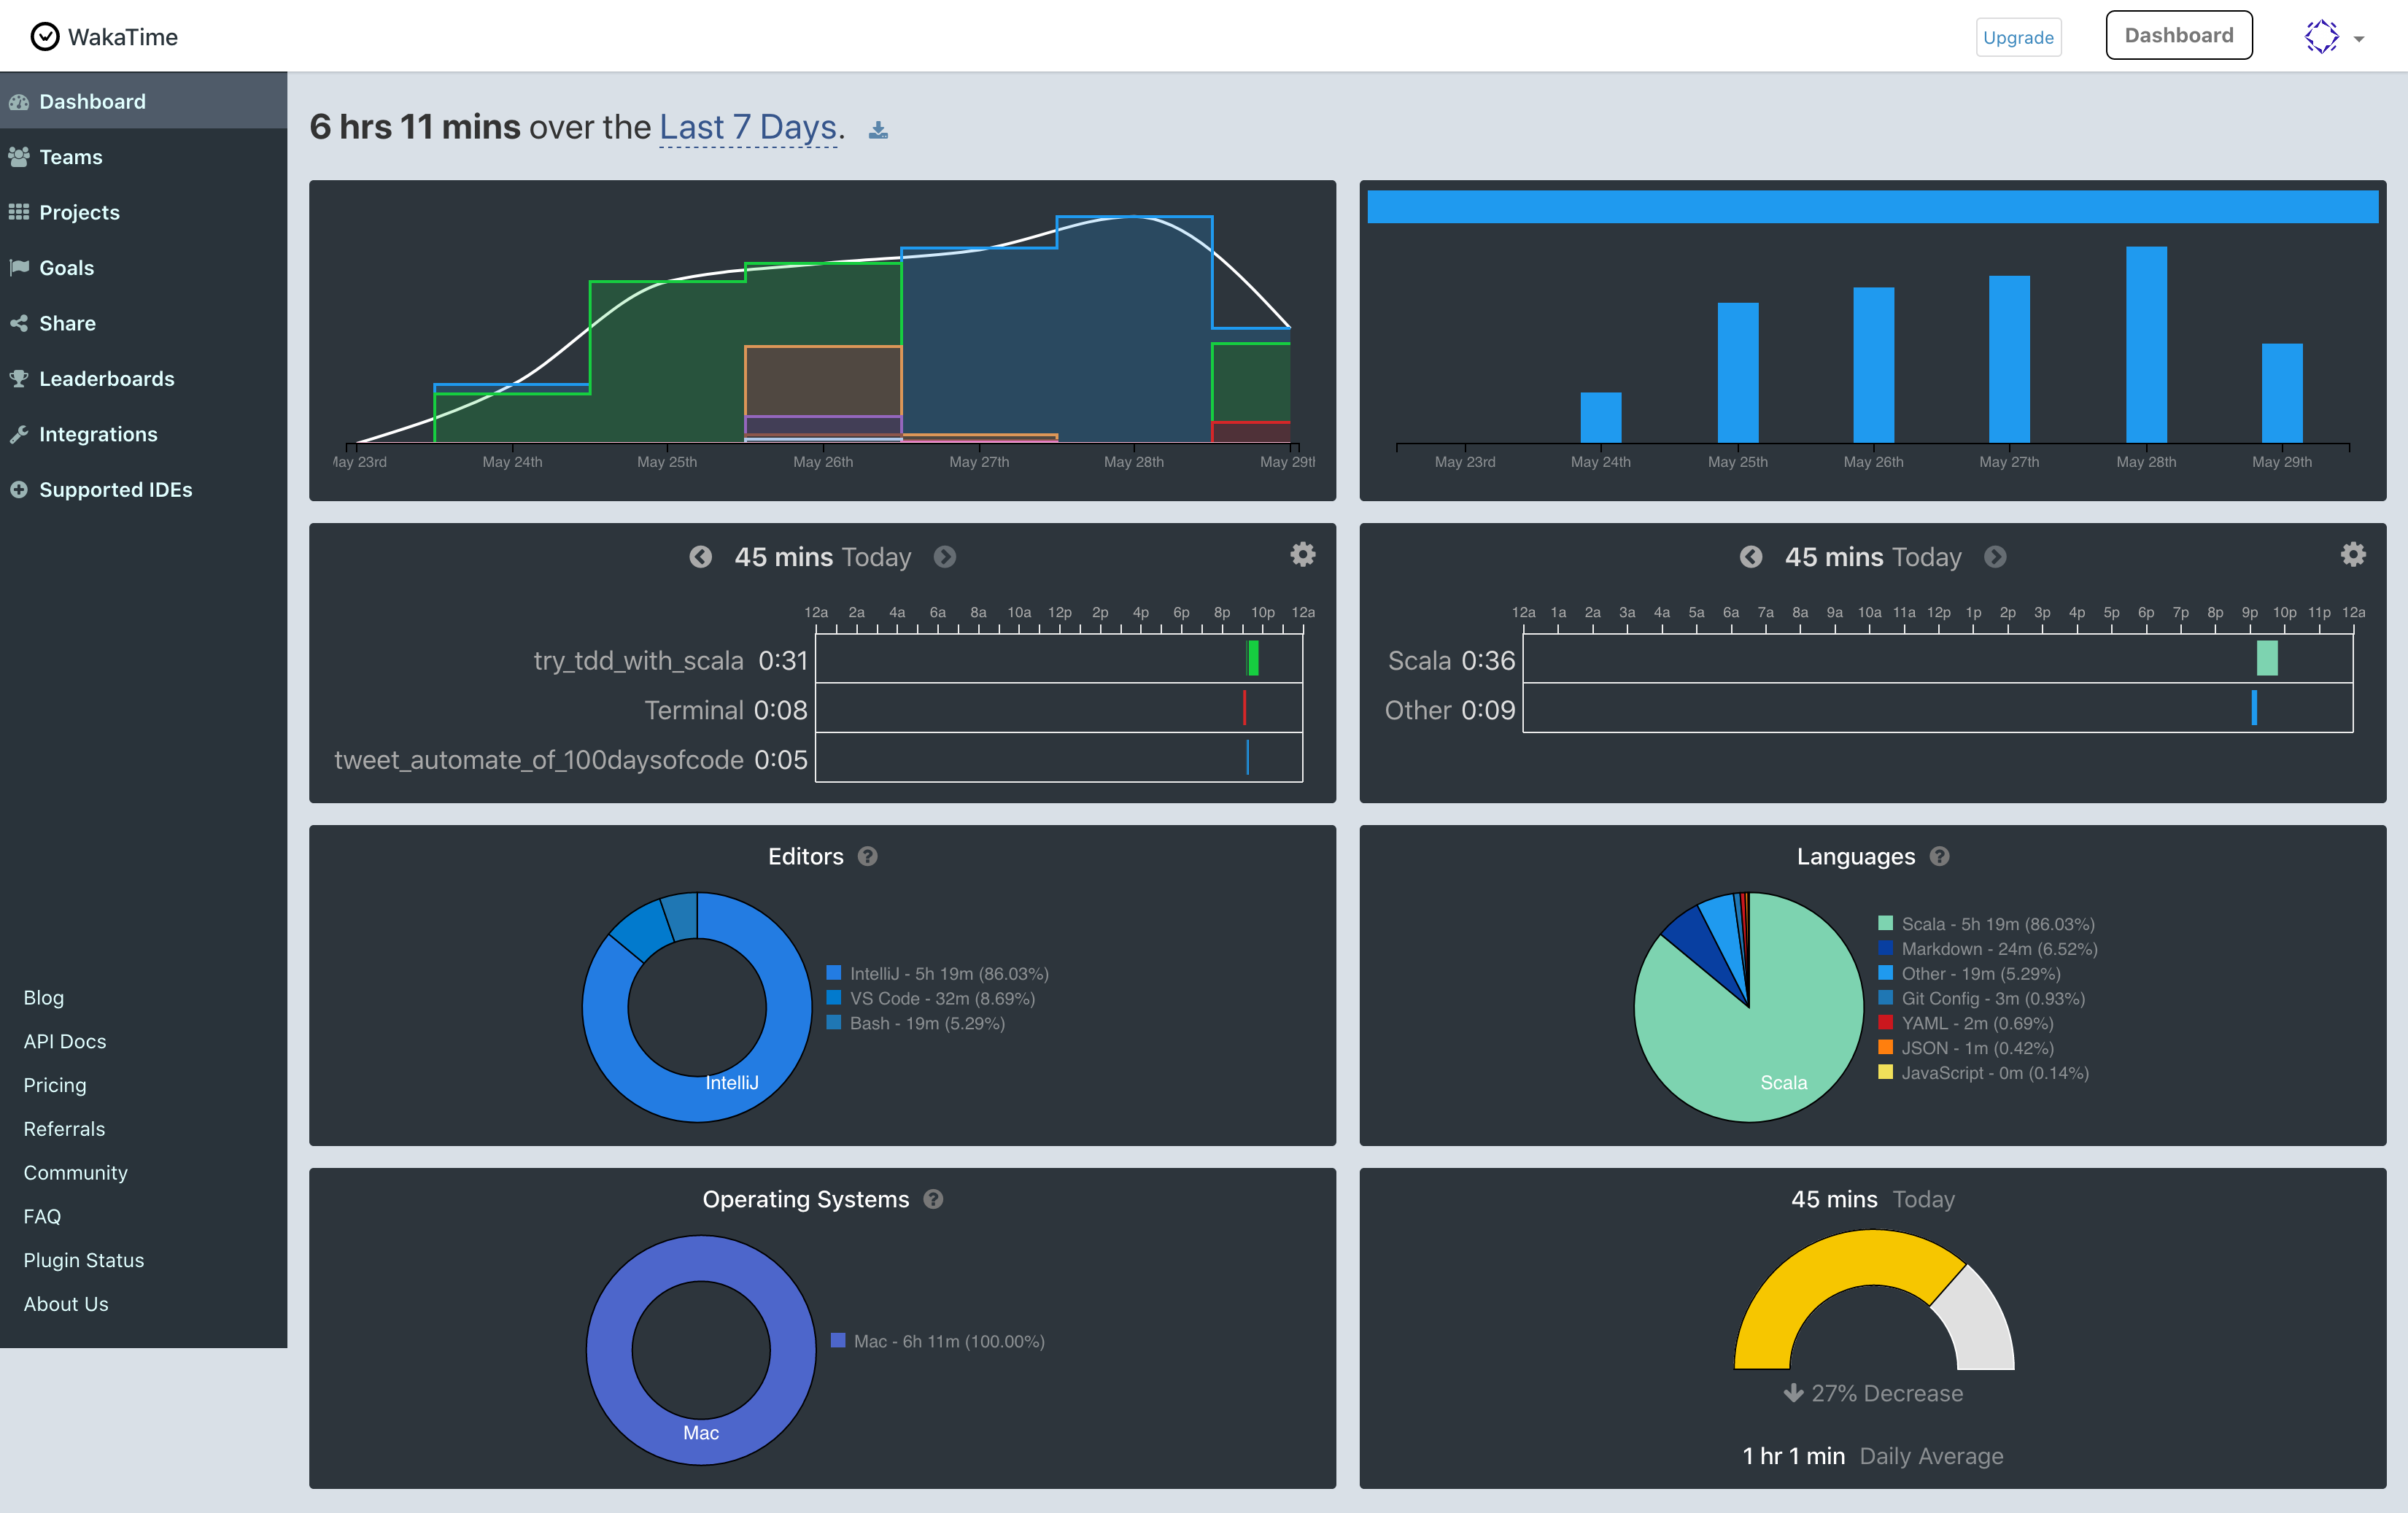 WakaTime
Upgrade
Dashboard
Dashboard
Teams
Projects
Goals
Share
Leaderboards
Integrations
Supported IDEs
Blog
API Docs
Pricing
Referrals
Community
FAQ
Plugin Status
About Us
6 hrs 11 mins over the Last 7 Days.
May 23rd May 24th May 25th May 26th May 27th May 28th May 29th
May 23rd May 24th May 25th May 26th May 27th May 28th May 29th
45 mins Today
12a 2a 4a 6a 8a 10a 12p 2p 4p 6p 8p 10p 12a
try_tdd_with_scala 0:31
Terminal 0:08
tweet_automate_of_100daysofcode 0:05
45 mins Today
12a 1a 2a 3a 4a 5a 6a 7a 8a 9a 10a 11a 12p 1p 2p 3p 4p 5p 6p 7p 8p 9p 10p 11p 12a
Scala 0:36
Other 0:09
Editors ?
IntelliJ - 5h 19m (86.03%)
VS Code - 32m (8.69%)
Bash - 19m (5.29%)
IntelliJ
Languages ?
Scala - 5h 19m (86.03%)
Markdown - 24m (6.52%)
Other - 19m (5.29%)
Git Config - 3m (0.93%)
YAML - 2m (0.69%)
JSON - 1m (0.42%)
JavaScript - 0m (0.14%)
Scala
Operating Systems ?
Mac - 6h 11m (100.00%)
Mac
45 mins Today
27% Decrease
1 hr 1 min Daily Average